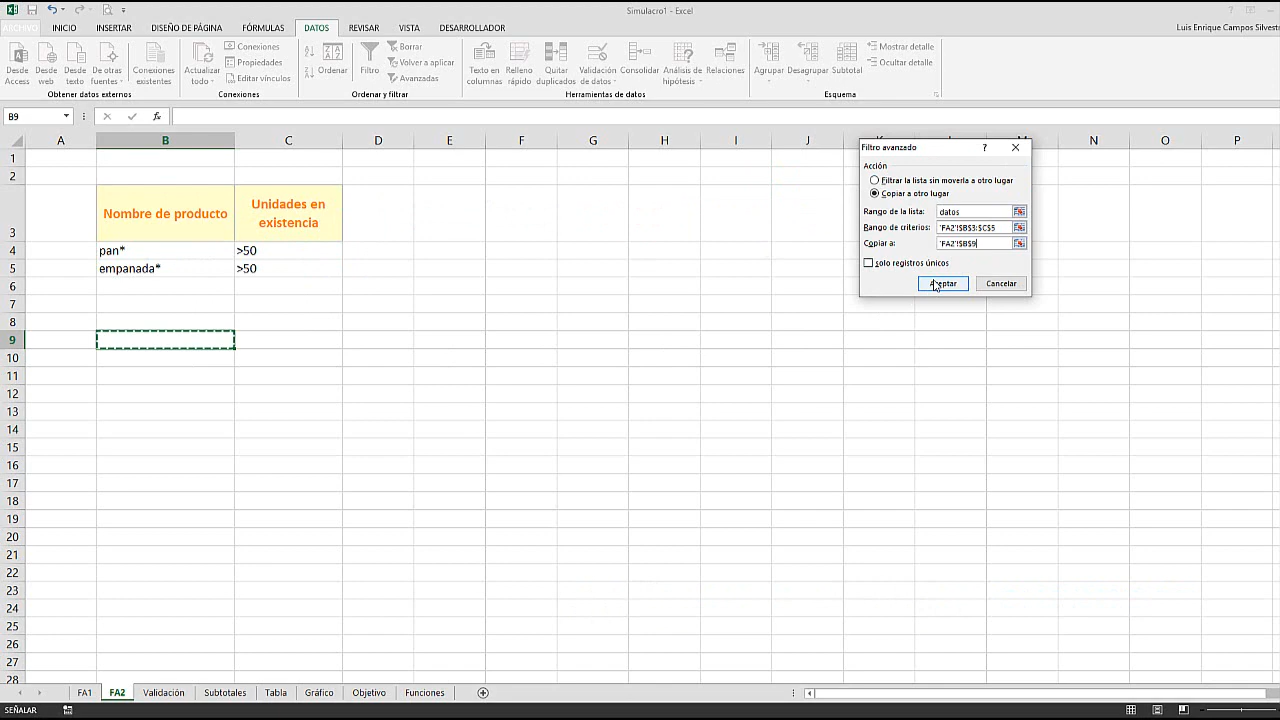 Simulacro1 - Excel
ARCHIVO INICIO INSERTAR DISEÑO DE PÁGINA FÓRMULAS DATOS REVISAR VISTA DESARROLLADOR
Luis Enrique Campos Silvest
Desde Access
Desde web
Desde texto
De otras fuentes
Conexiones existentes
Actualizar todo
Conexiones
Propiedades
Editar vínculos
Ordenar
Filtro
Borrar
Volver a aplicar
Avanzadas
Texto en columnas
Relleno rápido
Quitar duplicados
Validación de datos
Consolidar
Análisis de hipótesis
Relaciones
Agrupar
Desagrupar
Subtotal
Mostrar detalle
Ocultar detalle
Obtener datos externos
Conexiones
Ordenar y filtrar
Herramientas de datos
Esquema
B9
fx
A B C D E F G H I J K L M N O P
1
2
3 Nombre de producto Unidades en
existencia
4 pan* >50
5 empanada* >50
6
7
8
9
10
11
12
13
14
15
16
17
18
19
20
21
22
23
24
25
26
27
28
Filtro avanzado ?
Acción
Filtrar la lista sin moverla a otro lugar
Copiar a otro lugar
Rango de la lista: datos
Rango de criterios: 'FA2'!$B$3:$C$5
Copiar a: 'FA2'!$B$9
Sólo registros únicos
Aceptar Cancelar
FA1 FA2 Validación Subtotales Tabla Gráfico Objetivo Funciones
SEÑALAR